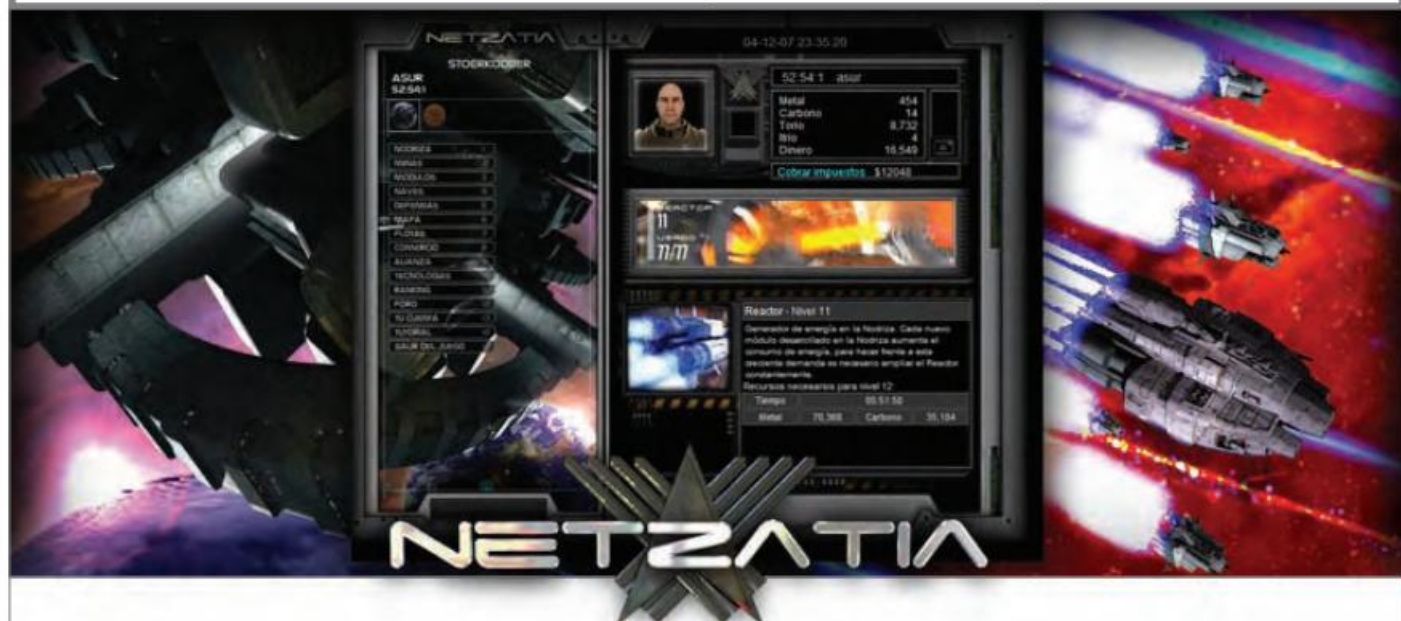 NETZATIA
STOERKODDER
ASUR
52:54:1
NODRIZA
MINAS
MODULOS
NAVES
DEFENSAS
MAPA
FLOTAS
COMERCIO
ALIANZA
TECNOLOGIAS
RANKING
FORO
TU CUENTA
TUTORIAL
SALIR DEL JUEGO
04-12-07 23:35:20
52:54:1 asur
Metal 454
Carbono 14
Torio 8,732
Itrio 4
Dinero 16,549
Cobrar impuestos $12048
REACTOR
11
77/77
Reactor - Nivel 11
Generador de energía en la Nodriza. Cada nuevo
módulo desarrollado en la Nodriza aumenta el
consumo de energía, para hacer frente a esta
creciente demanda es necesario ampliar el Reactor
constantemente.
Recursos necesarios para nivel 12:
Tiempo 05:51:50
Metal 70,368 Carbono 35,184
NETZATIA